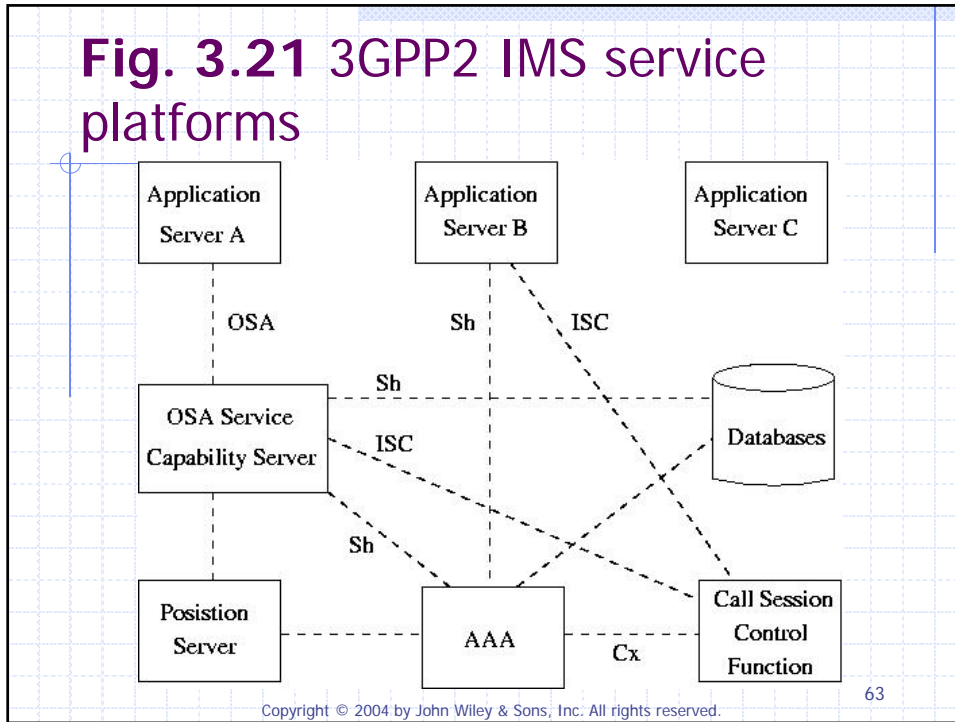 Fig. 3.21 3GPP2 IMS service
platforms
Application
Server A
Application
Server B
Application
Server C
OSA
Sh
ISC
Sh
OSA Service
Capability Server
ISC
Databases
Sh
Posistion
Server
AAA
Cx
Call Session
Control
Function
63
Copyright © 2004 by John Wiley & Sons, Inc. All rights reserved.